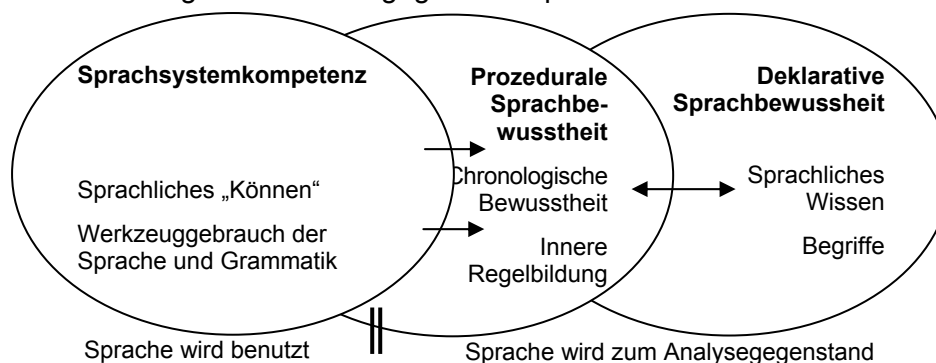 Sprachsystemkompetenz
Sprachliches „Können“
Werkzeuggebrauch der
Sprache und Grammatik
Prozedurale
Sprachbe-
wusstheit
Chronologische
Bewusstheit
Innere
Regelbildung
Deklarative
Sprachbewussheit
Sprachliches
Wissen
Begriffe
Sprache wird benutzt
Sprache wird zum Analysegegenstand